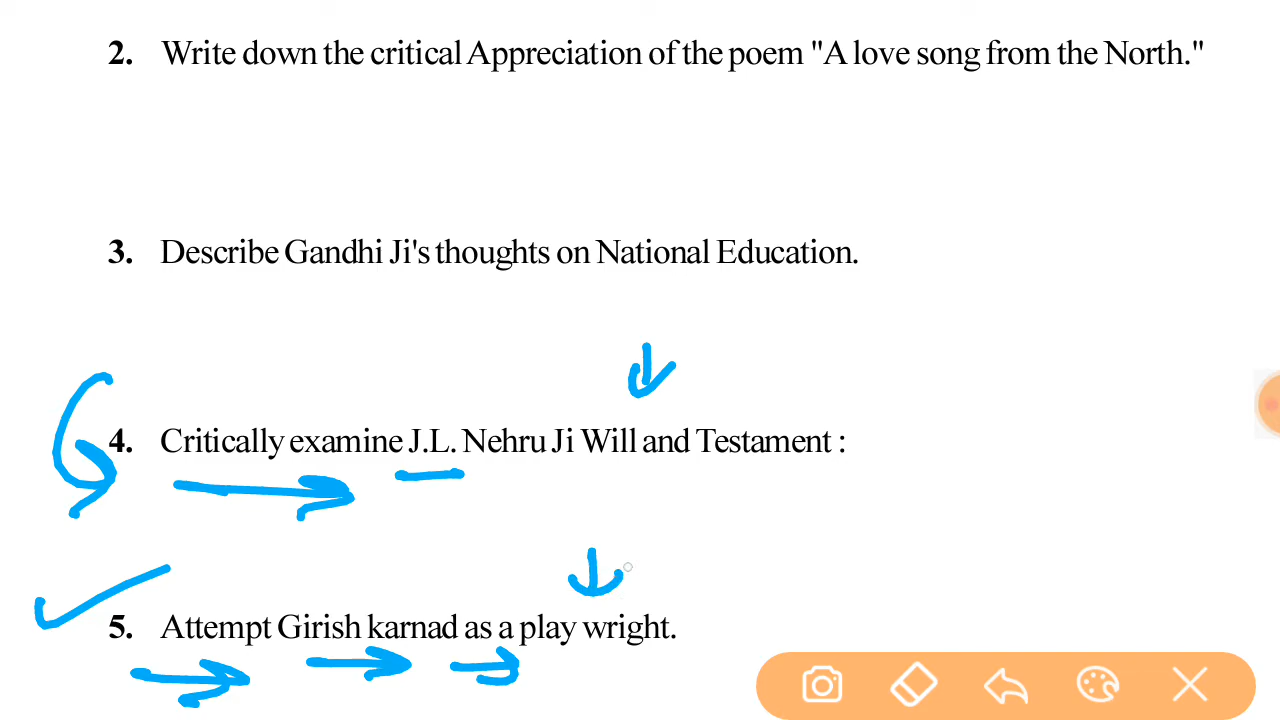 2. Write down the critical Appreciation of the poem "A love song from the North."
3. Describe Gandhi Ji's thoughts on National Education.
4. Critically examine J.L. Nehru Ji Will and Testament :
5. Attempt Girish karnad as a play wright.